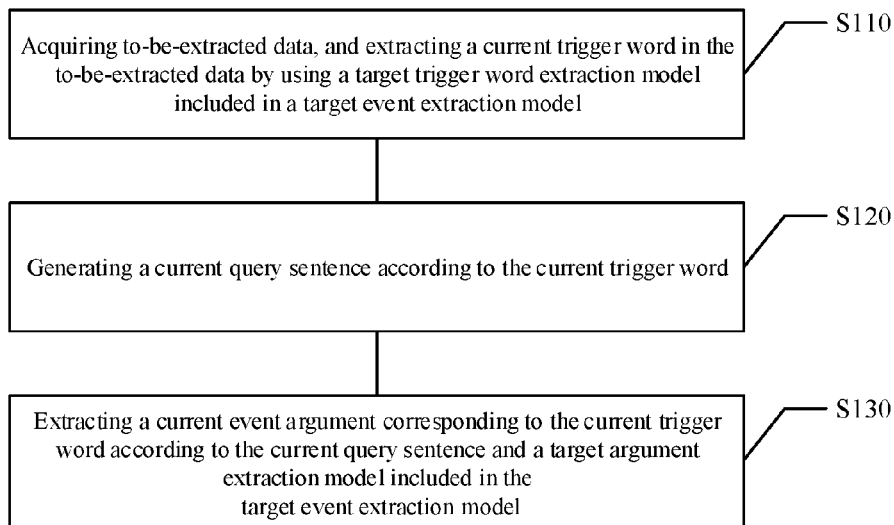 Acquiring to-be-extracted data, and extracting a current trigger word in the
to-be-extracted data by using a target trigger word extraction model
included in a target event extraction model
S110
Generating a current query sentence according to the current trigger word
S120
Extracting a current event argument corresponding to the current trigger
word according to the current query sentence and a target argument
extraction model included in the
target event extraction model
S130